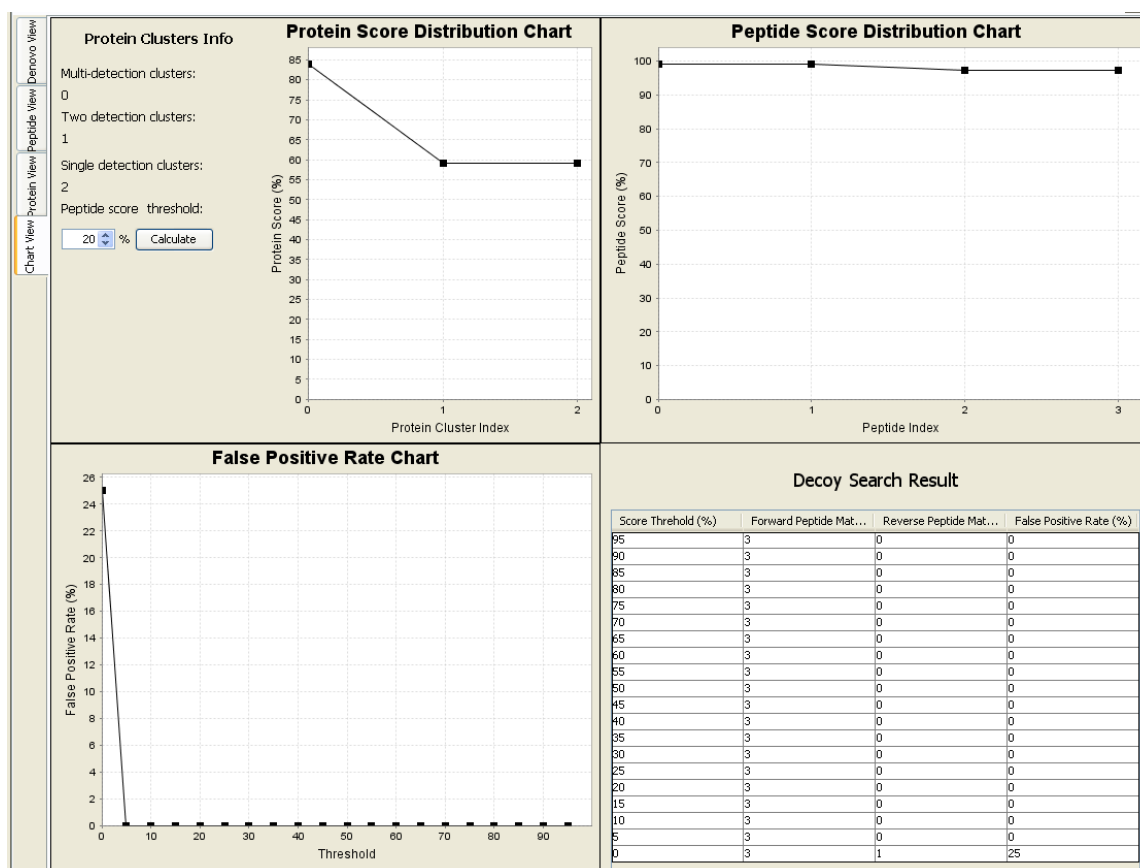 Denovo View
Peptide View
Protein View
Chart View
Protein Clusters Info
Multi-detection clusters:
0
Two detection clusters:
1
Single detection clusters:
2
Peptide score threshold:
20 % Calculate
Protein Score Distribution Chart
Protein Score (%)
85
80
75
70
65
60
55
50
45
40
35
30
25
20
15
10
5
0
0 1 2
Protein Cluster Index
Peptide Score Distribution Chart
Peptide Score (%)
100
90
80
70
60
50
40
30
20
10
0
0 1 2 3
Peptide Index
False Positive Rate Chart
False Positive Rate (%)
26
24
22
20
18
16
14
12
10
8
6
4
2
0
0 10 20 30 40 50 60 70 80 90
Threshold
Decoy Search Result
Score Threhold (%) Forward Peptide Mat... Reverse Peptide Mat... False Positive Rate (%)
95 3 0 0
90 3 0 0
85 3 0 0
80 3 0 0
75 3 0 0
70 3 0 0
65 3 0 0
60 3 0 0
55 3 0 0
50 3 0 0
45 3 0 0
40 3 0 0
35 3 0 0
30 3 0 0
25 3 0 0
20 3 0 0
15 3 0 0
10 3 0 0
5 3 0 0
0 3 1 25